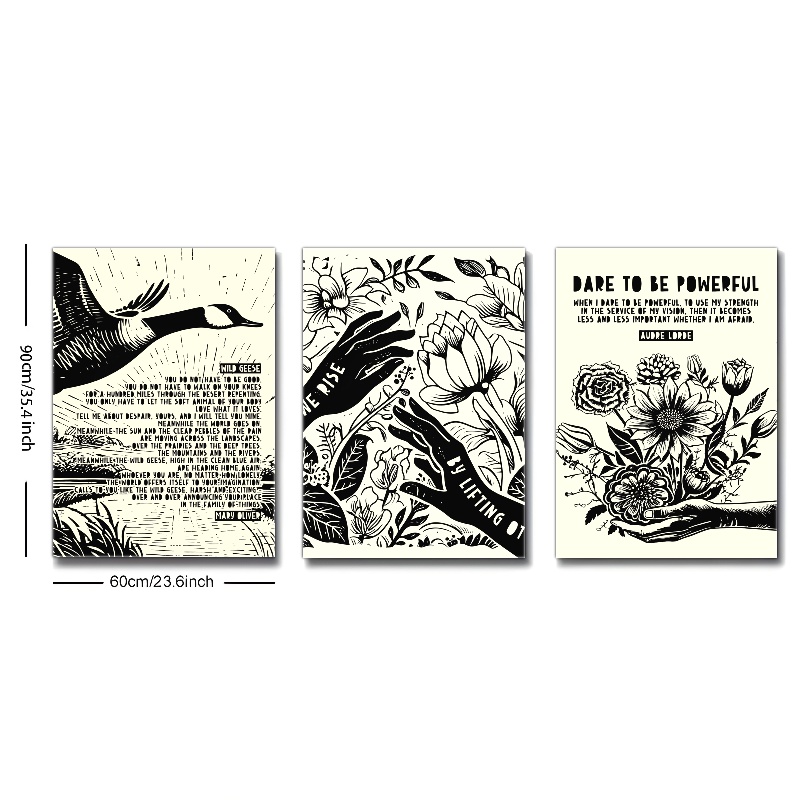 90cm/35.4 inch
60cm/23.6inch
WILD GEESE
YOU DO NOT HAVE TO BE GOOD.
YOU DO NOT HAVE TO WALK ON YOUR KNEES
FOR A HUNDRED MILES THROUGH THE DESERT REPENTING.
YOU ONLY HAVE TO LET THE SOFT ANIMAL OF YOUR BODY
LOVE WHAT IT LOVES.
TELL ME ABOUT DESPAIR, YOURS, AND I WILL TELL YOU MINE.
MEANWHILE THE WORLD GOES ON.
MEANWHILE THE SUN AND THE CLEAR PEBBLES OF THE RAIN
ARE MOVING ACROSS THE LANDSCAPES,
OVER THE PRAIRIES AND THE DEEP TREES,
THE MOUNTAINS AND THE RIVERS.
MEANWHILE THE WILD GEESE, HIGH IN THE CLEAN BLUE AIR,
ARE HEADING HOME AGAIN.
WHOEVER YOU ARE, NO MATTER HOW LONELY,
THE WORLD OFFERS ITSELF TO YOUR IMAGINATION,
CALLS TO YOU LIKE THE WILD GEESE, HARSH AND EXCITING-
OVER AND OVER ANNOUNCING YOUR PLACE
IN THE FAMILY OF THINGS.
MARY OLIVER
E RISE
BY LIFTING OT
DARE TO BE POWERFUL
WHEN I DARE TO BE POWERFUL, TO USE MY STRENGTH
IN THE SERVICE OF MY VISION, THEN IT BECOMES
LESS AND LESS IMPORTANT WHETHER I AM AFRAID.
AUDRE LORDE